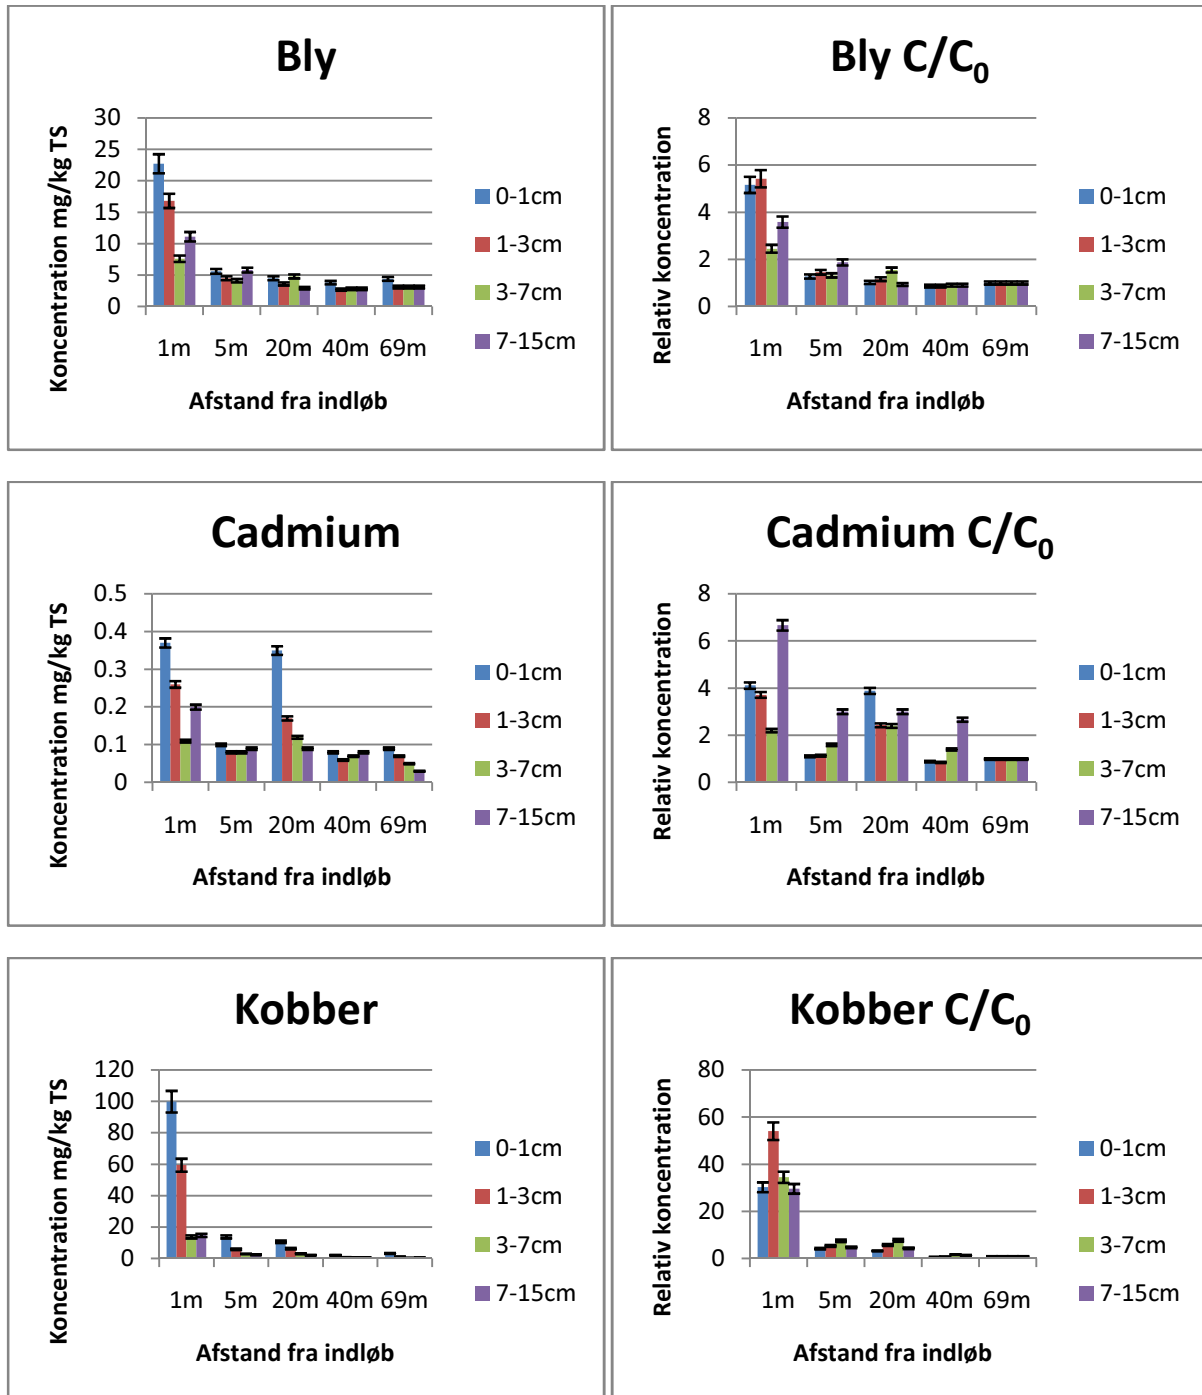 Bly
Koncentration mg/kg TS
30
25
20
15
10
5
0
1m 5m 20m 40m 69m
Afstand fra indløb
0-1cm
1-3cm
3-7cm
7-15cm
Bly C/C₀
Relativ koncentration
8
6
4
2
0
1m 5m 20m 40m 69m
Afstand fra indløb
0-1cm
1-3cm
3-7cm
7-15cm
Cadmium
Koncentration mg/kg TS
0.5
0.4
0.3
0.2
0.1
0
1m 5m 20m 40m 69m
Afstand fra indløb
0-1cm
1-3cm
3-7cm
7-15cm
Cadmium C/C₀
Relativ koncentration
8
6
4
2
0
1m 5m 20m 40m 69m
Afstand fra indløb
0-1cm
1-3cm
3-7cm
7-15cm
Kobber
Koncentration mg/kg TS
120
100
80
60
40
20
0
1m 5m 20m 40m 69m
Afstand fra indløb
0-1cm
1-3cm
3-7cm
7-15cm
Kobber C/C₀
Relativ koncentration
80
60
40
20
0
1m 5m 20m 40m 69m
Afstand fra indløb
0-1cm
1-3cm
3-7cm
7-15cm